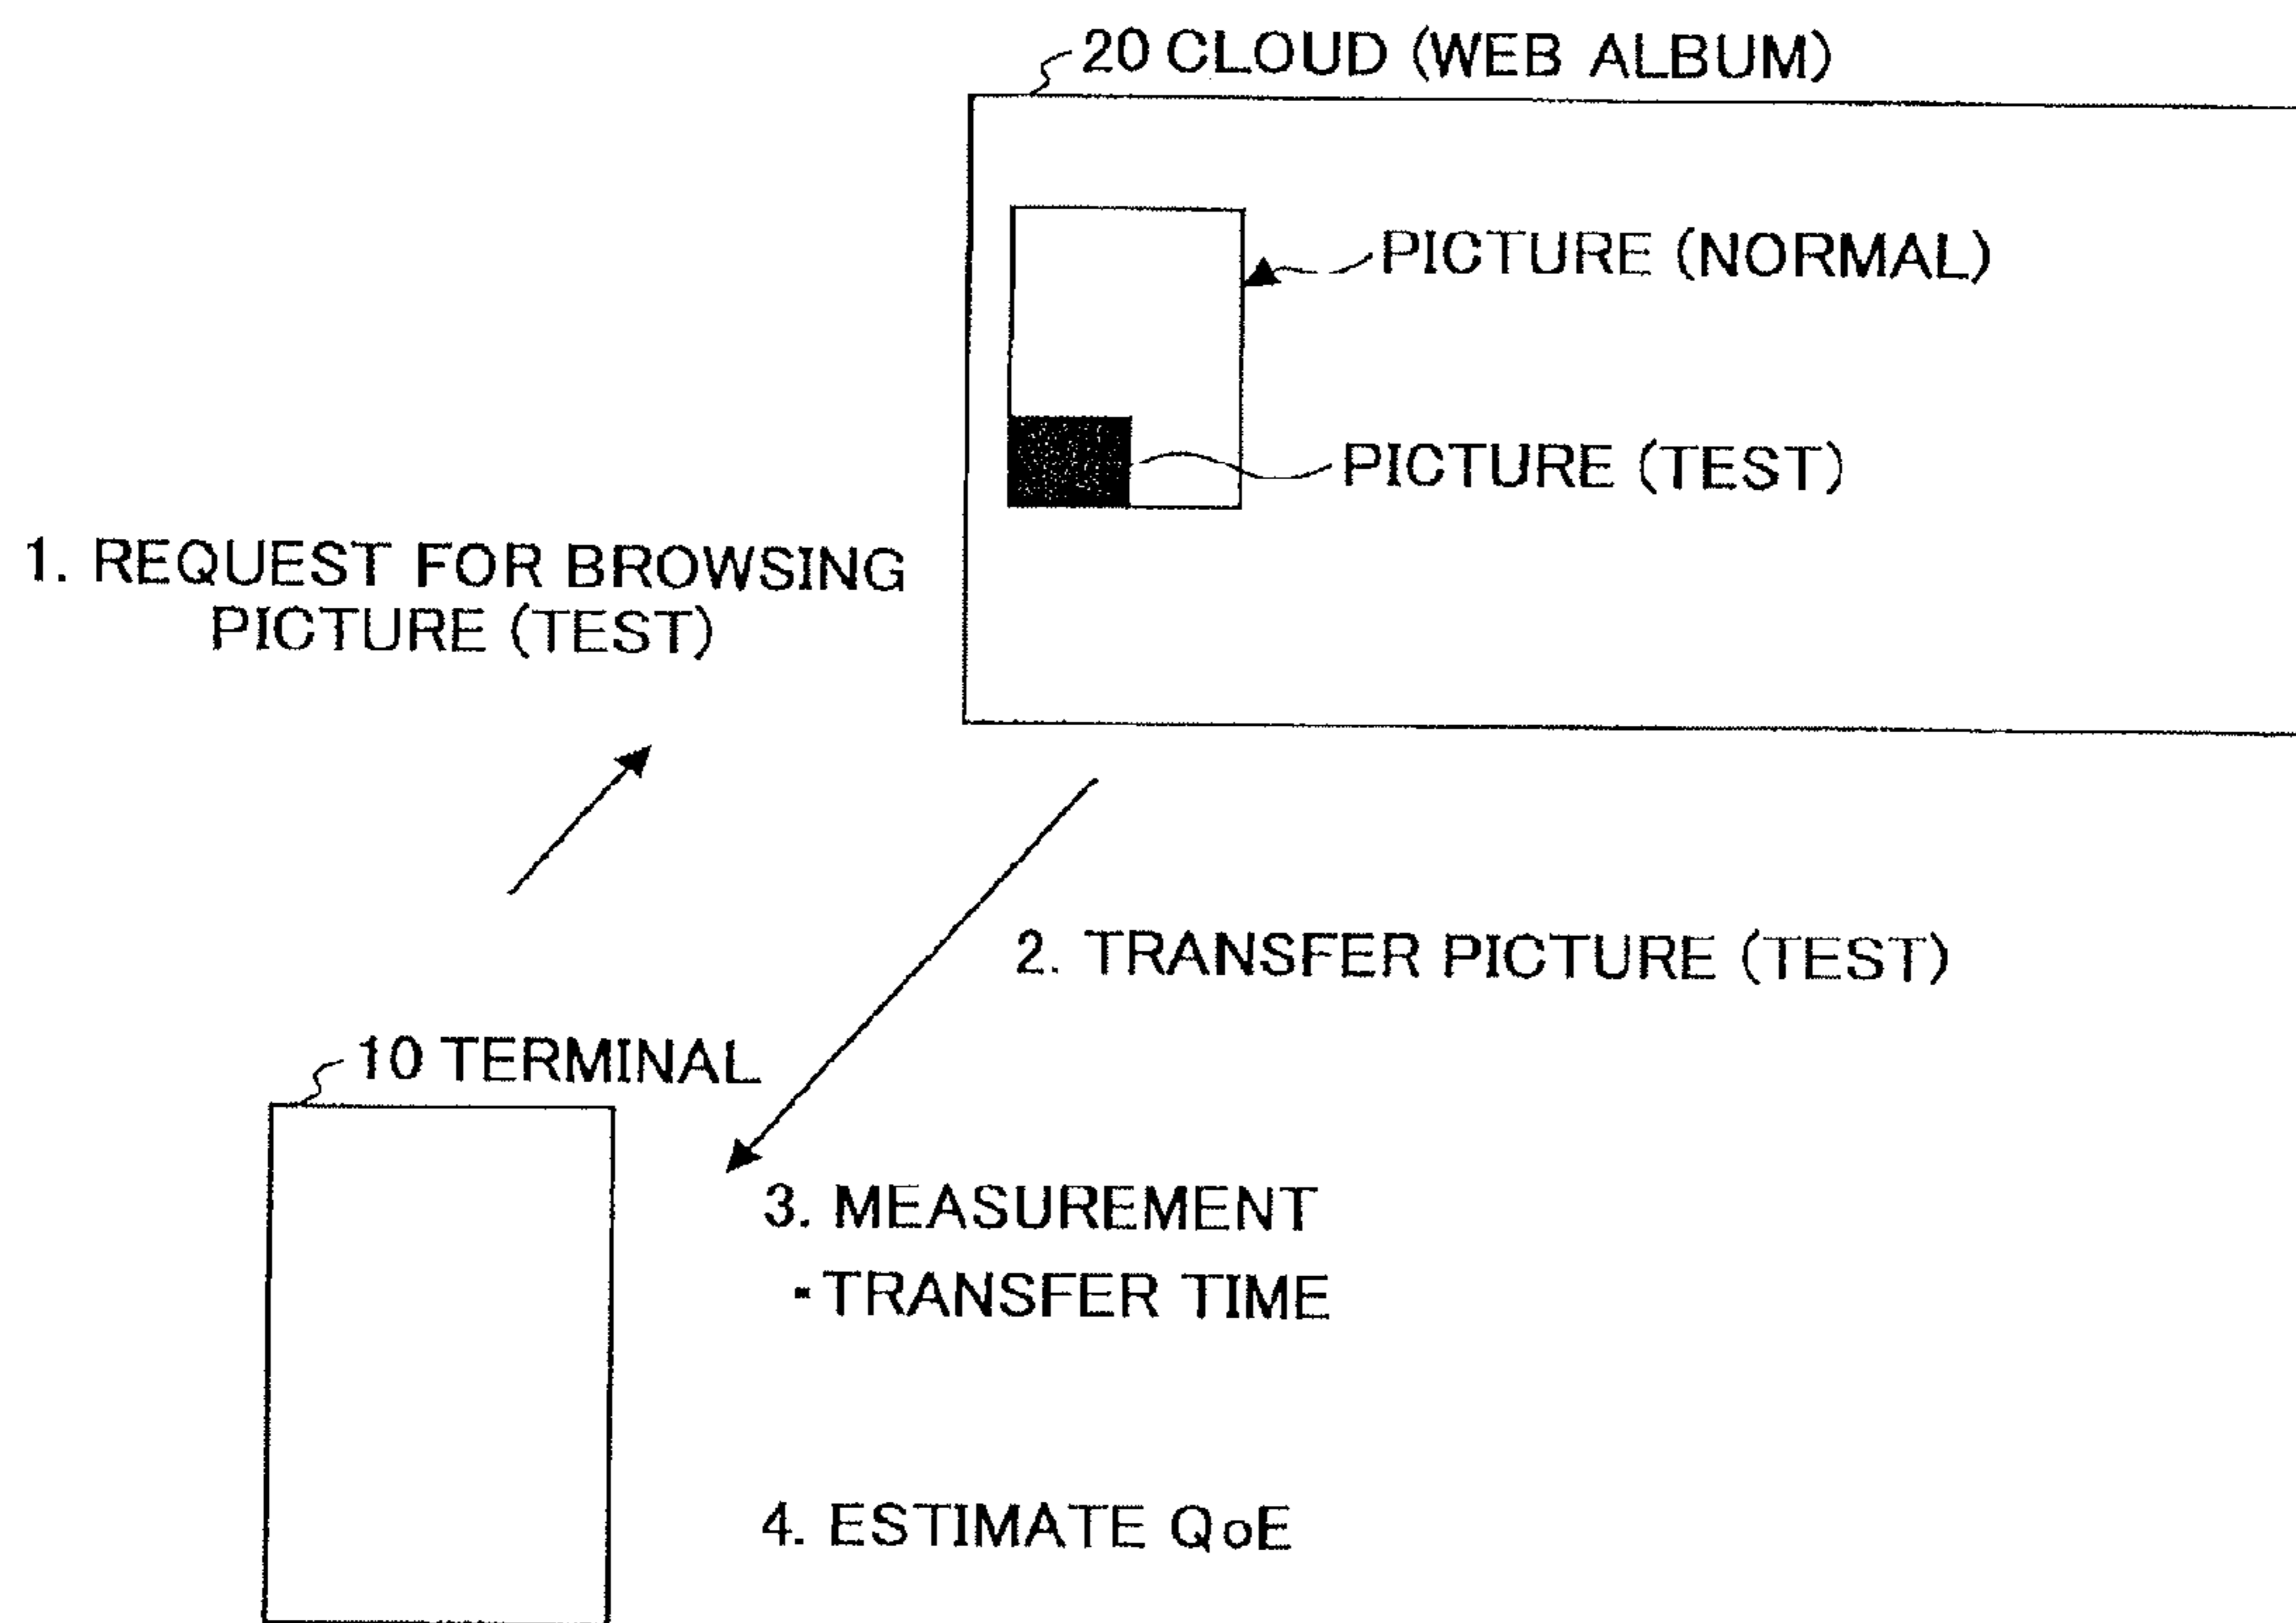 20 CLOUD (WEB ALBUM)
PICTURE (NORMAL)
PICTURE (TEST)
1. REQUEST FOR BROWSING
PICTURE (TEST)
2. TRANSFER PICTURE (TEST)
10 TERMINAL
3. MEASUREMENT
・TRANSFER TIME
4. ESTIMATE QoE